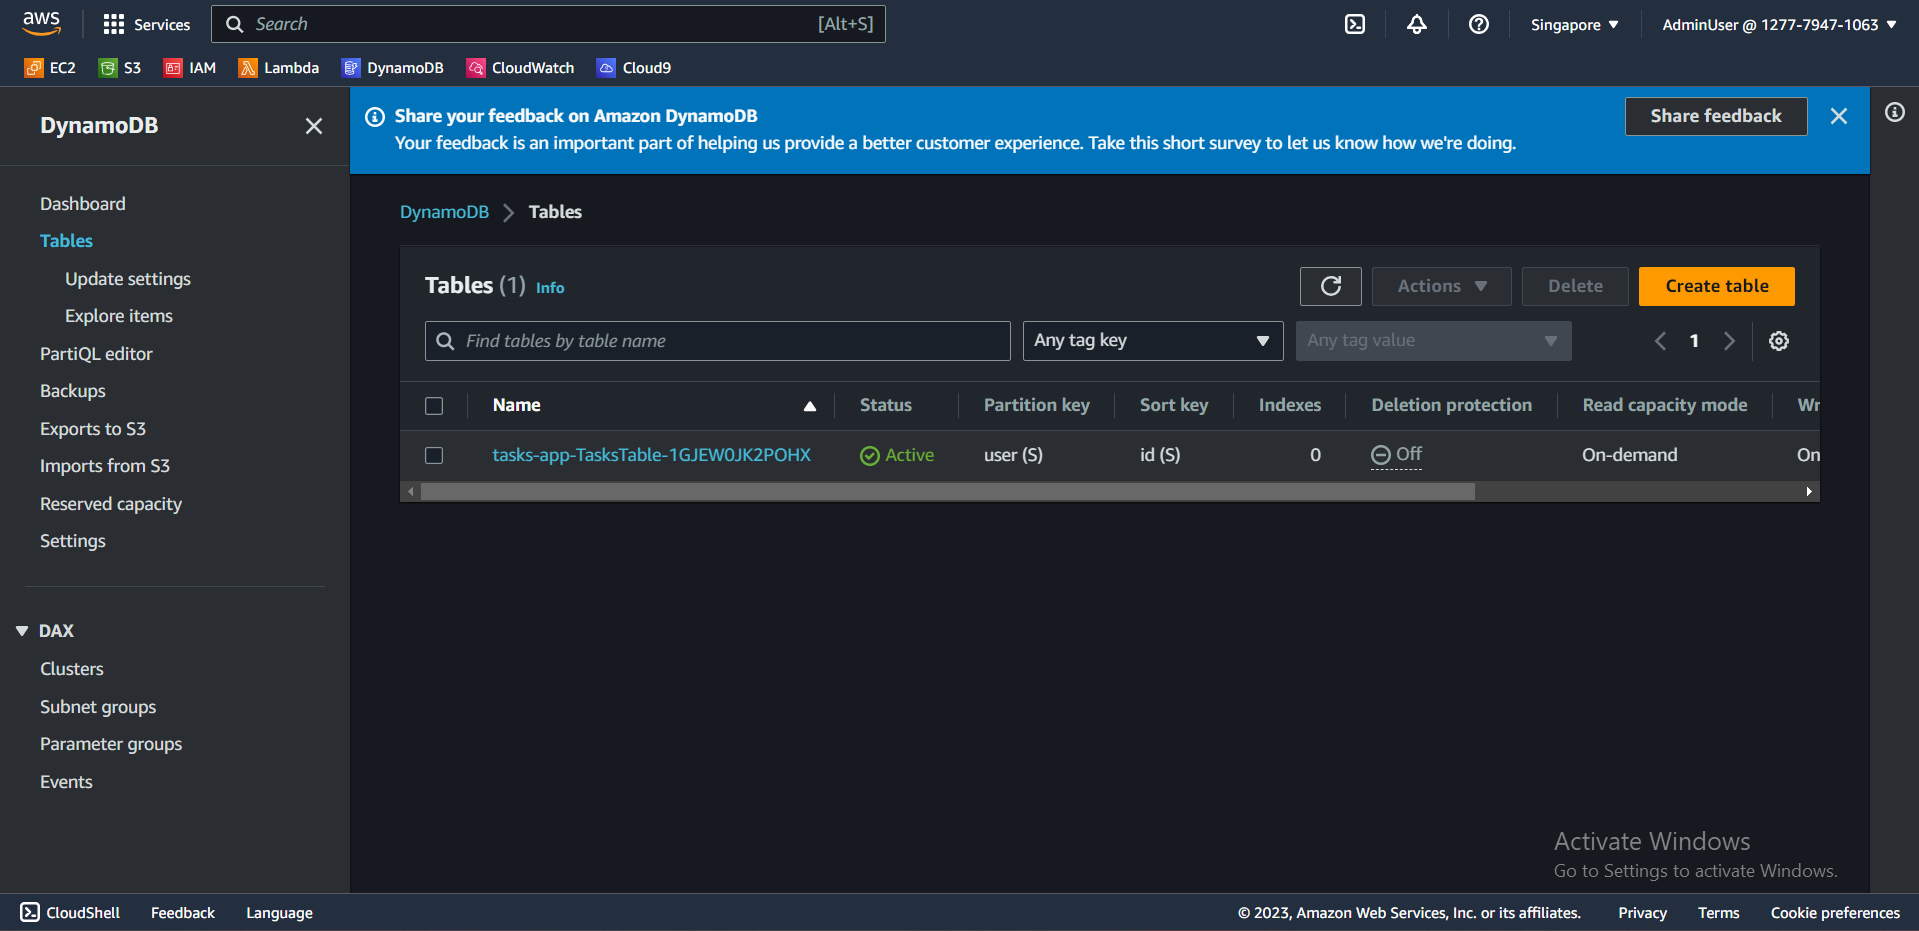 aws
Services
Search [Alt+S]
Singapore
AdminUser @ 1277-7947-1063
EC2 S3 IAM Lambda DynamoDB CloudWatch Cloud9
DynamoDB
Dashboard
Tables
Update settings
Explore items
PartiQL editor
Backups
Exports to S3
Imports from S3
Reserved capacity
Settings
DAX
Clusters
Subnet groups
Parameter groups
Events
Share your feedback on Amazon DynamoDB
Your feedback is an important part of helping us provide a better customer experience. Take this short survey to let us know how we're doing.
Share feedback
DynamoDB Tables
Tables (1) Info
Actions Delete Create table
Find tables by table name Any tag key Any tag value 1
Name Status Partition key Sort key Indexes Deletion protection Read capacity mode Wr
tasks-app-TasksTable-1GJEW0JK2POHX Active user (S) id (S) 0 Off On-demand On
Activate Windows
Go to Settings to activate Windows.
CloudShell Feedback Language © 2023, Amazon Web Services, Inc. or its affiliates. Privacy Terms Cookie preferences